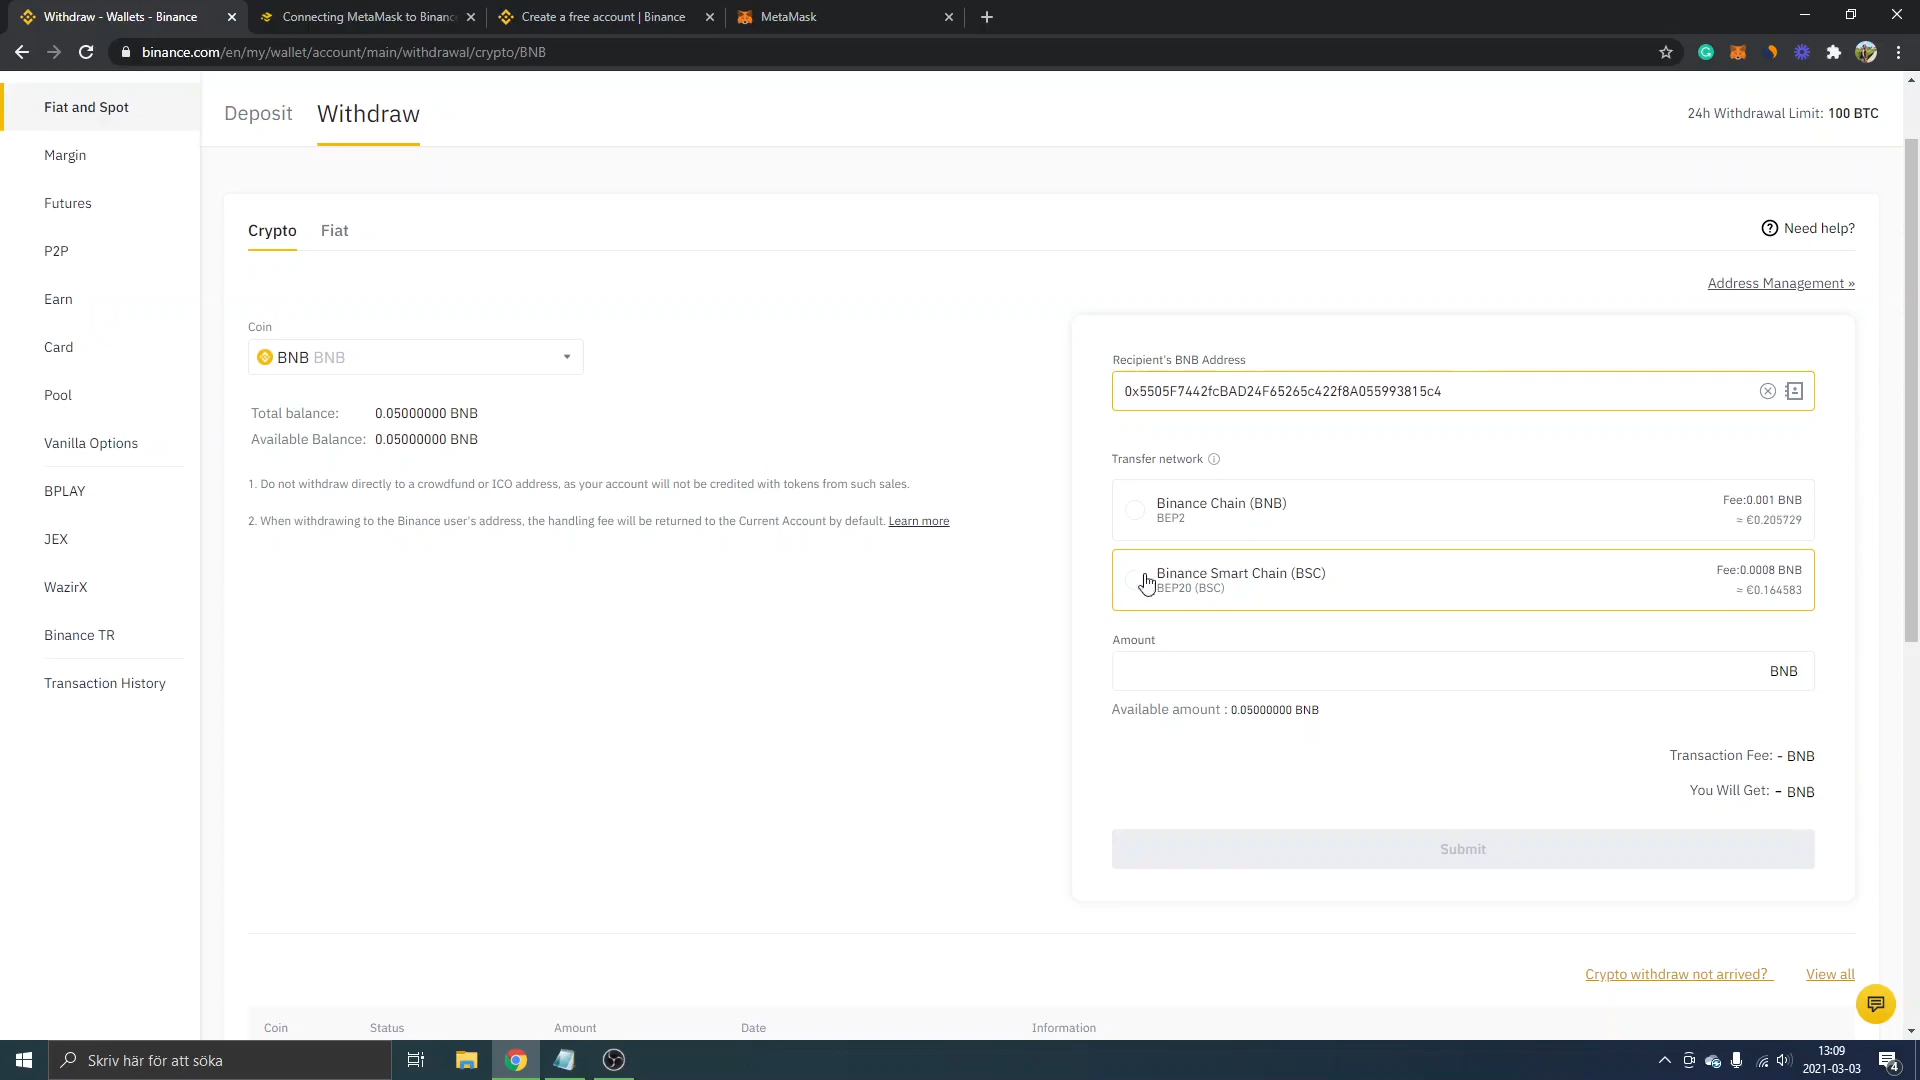 Withdraw - Wallets - Binance
Connecting MetaMask to Binanc
Create a free account | Binance
MetaMask
binance.com/en/my/wallet/account/main/withdrawal/crypto/BNB
Fiat and Spot
Margin
Futures
P2P
Earn
Card
Pool
Vanilla Options
BPLAY
JEX
WazirX
Binance TR
Transaction History
Deposit
Withdraw
24h Withdrawal Limit: 100 BTC
Crypto
Fiat
Need help?
Address Management »
Coin
BNB BNB
Total balance: 0.05000000 BNB
Available Balance: 0.05000000 BNB
1. Do not withdraw directly to a crowdfund or ICO address, as your account will not be credited with tokens from such sales.
2. When withdrawing to the Binance user's address, the handling fee will be returned to the Current Account by default. Learn more
Recipient's BNB Address
0x5505F7442fcBAD24F65265c422f8A055993815c4
Transfer network
Binance Chain (BNB)
BEP2
Fee:0.001 BNB
≈ €0.205729
Binance Smart Chain (BSC)
BEP20 (BSC)
Fee:0.0008 BNB
≈ €0.164583
Amount
BNB
Available amount : 0.05000000 BNB
Transaction Fee: - BNB
You Will Get: - BNB
Submit
Crypto withdraw not arrived?
View all
Coin
Status
Amount
Date
Information
Skriv här för att söka
13:09
2021-03-03
4